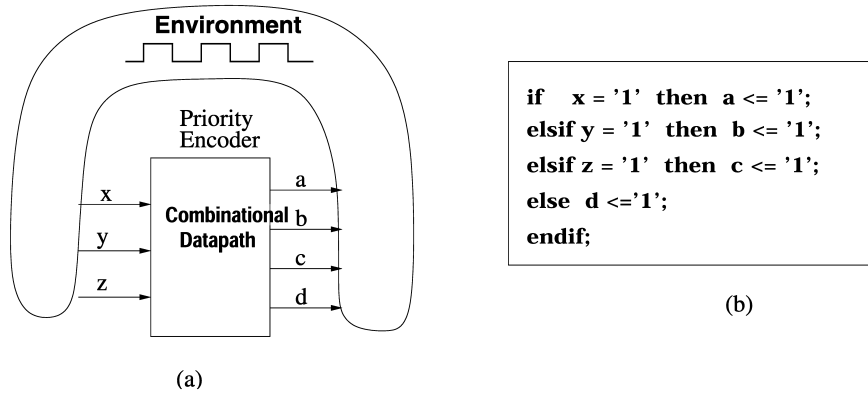 Environment
Priority
Encoder
x
y
z
Combinational
Datapath
a
b
c
d
(a)
if x = '1' then a <= '1';
elsif y = '1' then b <= '1';
elsif z = '1' then c <= '1';
else d <='1';
endif;
(b)